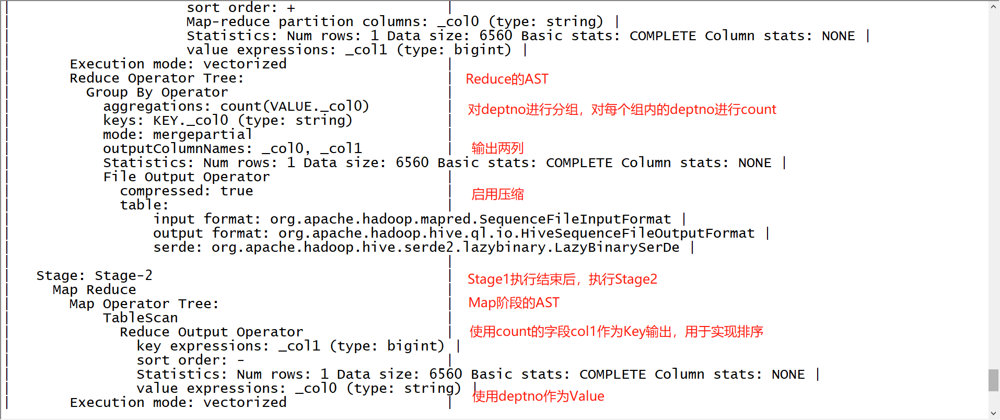 | sort order: + |
| Map-reduce partition columns: _col0 (type: string) |
| Statistics: Num rows: 1 Data size: 6560 Basic stats: COMPLETE Column stats: NONE |
| value expressions: _col1 (type: bigint) |
| Execution mode: vectorized |
| Reduce Operator Tree: | Reduce的AST
| Group By Operator |
| aggregations: count(VALUE._col0) | 对deptno进行分组，对每个组内的deptno进行count
| keys: KEY._col0 (type: string) |
| mode: mergepartial |
| outputColumnNames: _col0, _col1 | 输出两列
| Statistics: Num rows: 1 Data size: 6560 Basic stats: COMPLETE Column stats: NONE |
| File Output Operator |
| compressed: true | 启用压缩
| table: |
| input format: org.apache.hadoop.mapred.SequenceFileInputFormat |
| output format: org.apache.hadoop.hive.ql.io.HiveSequenceFileOutputFormat |
| serde: org.apache.hadoop.hive.serde2.lazybinary.LazyBinarySerDe |
| |
| Stage: Stage-2 | Stage1执行结束后，执行Stage2
| Map Reduce |
| Map Operator Tree: | Map阶段的AST
| TableScan |
| Reduce Output Operator | 使用count的字段col1作为Key输出，用于实现排序
| key expressions: _col1 (type: bigint) |
| sort order: - |
| Statistics: Num rows: 1 Data size: 6560 Basic stats: COMPLETE Column stats: NONE |
| value expressions: _col0 (type: string) | 使用deptno作为Value
| Execution mode: vectorized |